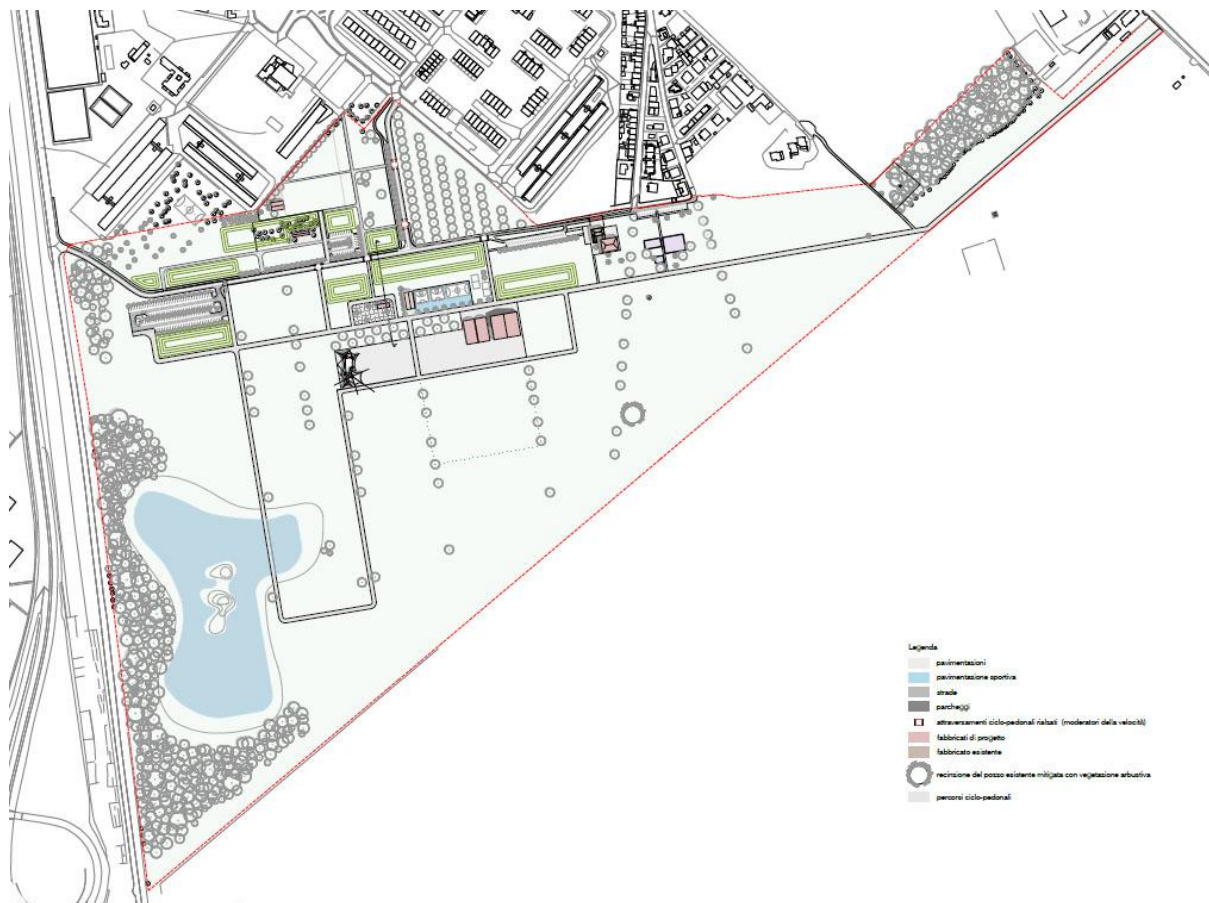 Legenda
pavimentazioni
pavimentazione sportiva
strade
parcheggi
attraversamenti ciclo-pedonali rialzati (moderatori della velocità)
fabbricati di progetto
fabbricato esistente
recinzione del pozzo esistente mitigata con vegetazione arbustiva
percorsi ciclo-pedonali